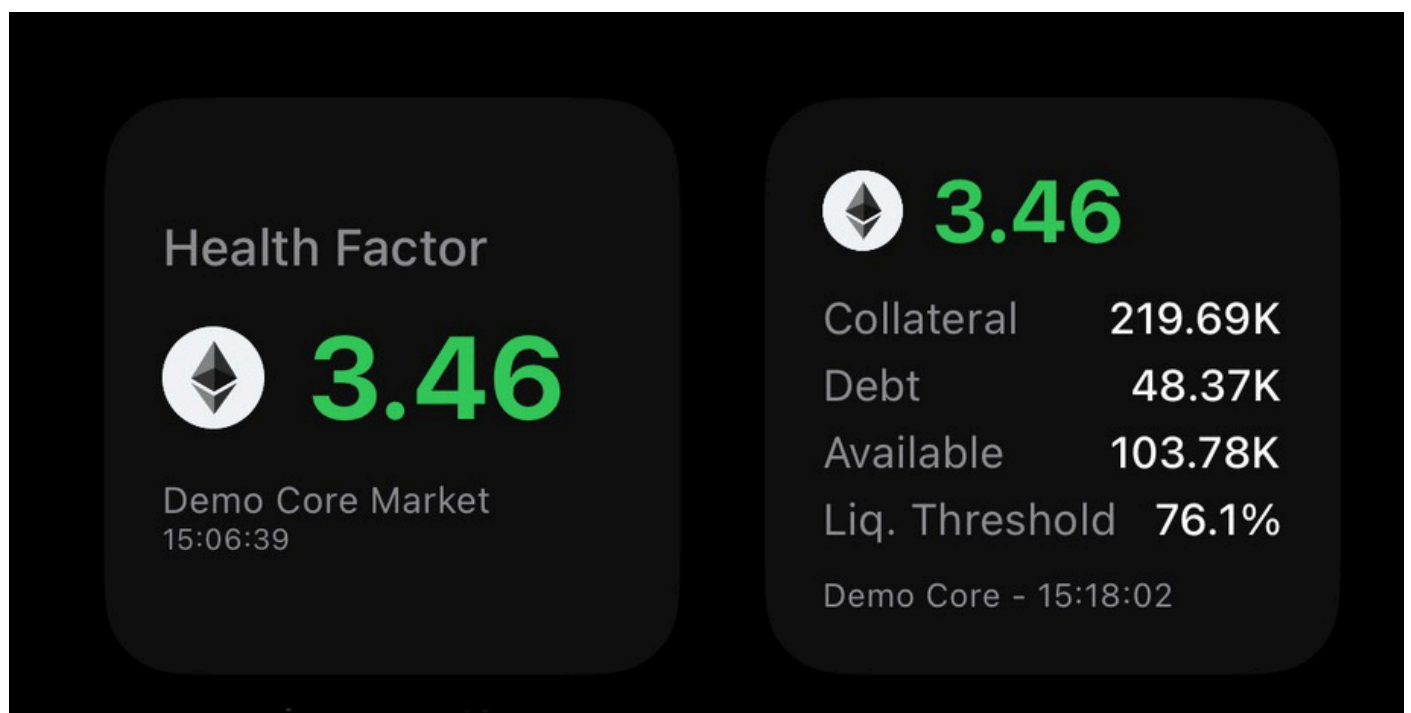 Health Factor
3.46
Demo Core Market
15:06:39
3.46
Collateral 219.69K
Debt 48.37K
Available 103.78K
Liq. Threshold 76.1%
Demo Core - 15:18:02